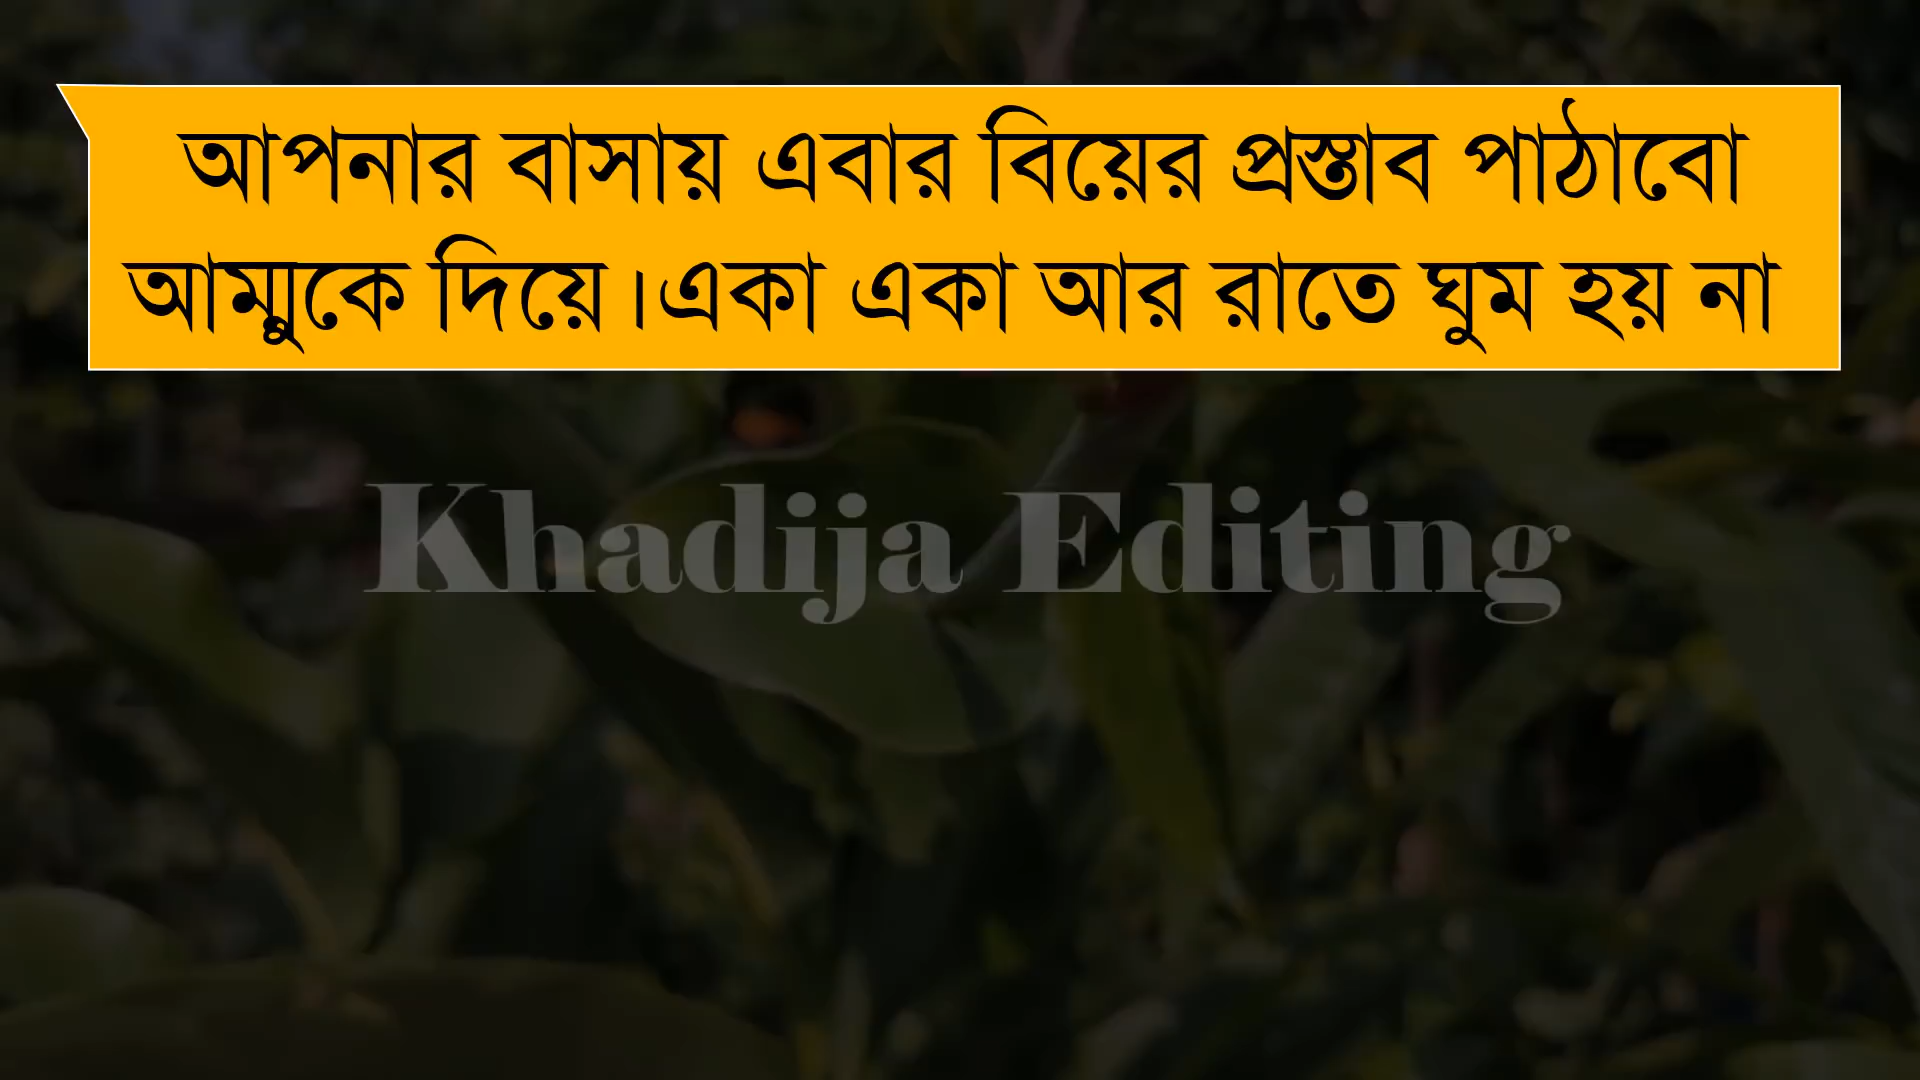 আপনার বাসায় এবার বিয়ের প্রস্তাব পাঠাবো
আম্মুকে দিয়ে।একা একা আর রাতে ঘুম হয় না
Khadija Editing